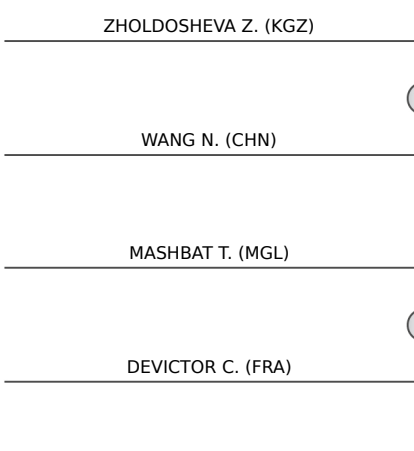 ZHOLDOSHEVA Z. (KGZ)
WANG N. (CHN)
MASHBAT T. (MGL)
DEVICTOR C. (FRA)